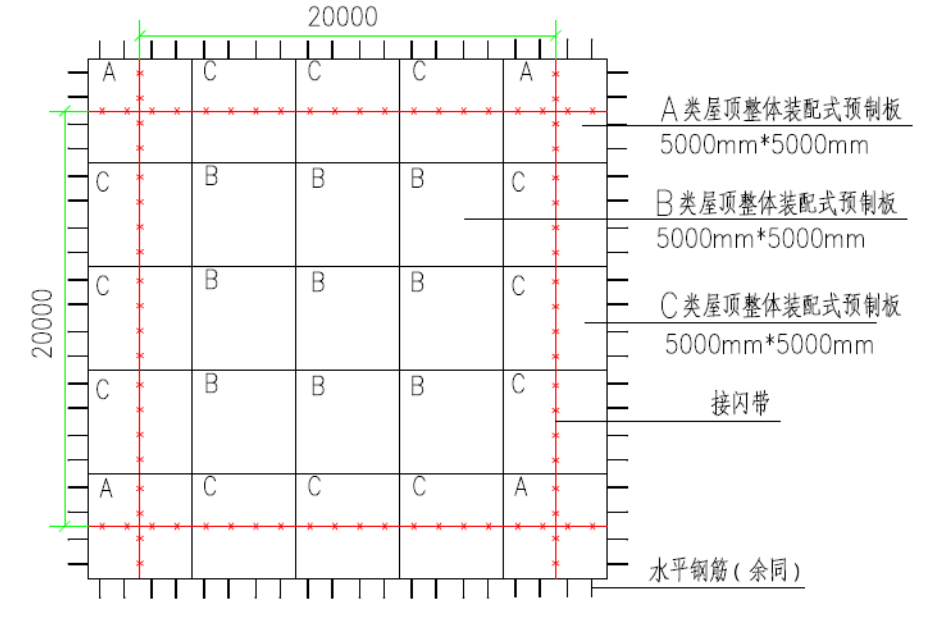 20000
A C C C A
A类屋顶整体装配式预制板
5000mm*5000mm
C B B B C
B类屋顶整体装配式预制板
5000mm*5000mm
20000
C B B B C
C类屋顶整体装配式预制板
5000mm*5000mm
C B B B C
接闪带
A C C C A
水平钢筋(余同)